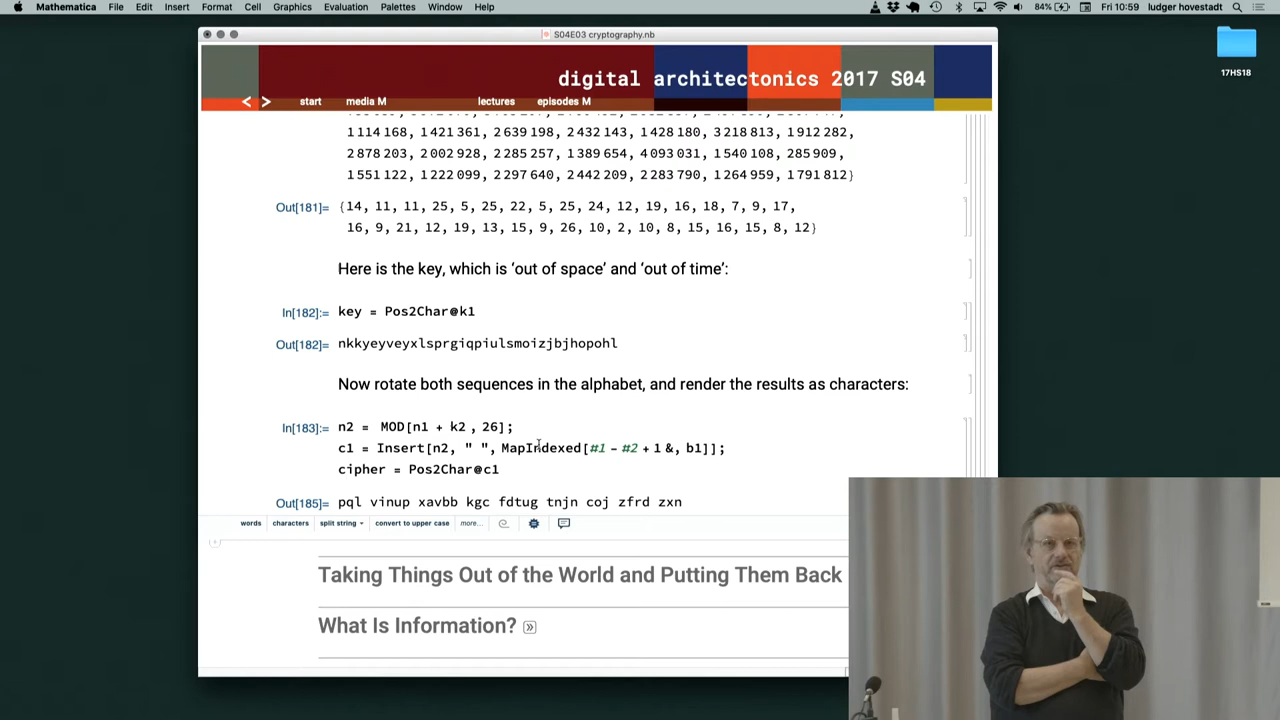 Mathematica File Edit Insert Format Cell Graphics Evaluation Palettes Window Help 84% Fri 10:59 ludger hovestadt
S04E03 cryptography.nb
17HS18
digital architectonics 2017 S04
< > start media M lectures episodes M
1 114 168, 1 421 361, 2 639 198, 2 432 143, 1 428 180, 3 218 813, 1 912 282,
2 878 203, 2 002 928, 2 285 257, 1 389 654, 4 093 031, 1 540 108, 285 909,
1 551 122, 1 222 099, 2 297 640, 2 442 209, 2 283 790, 1 264 959, 1 791 812}
Out[181]= {14, 11, 11, 25, 5, 25, 22, 5, 25, 24, 12, 19, 16, 18, 7, 9, 17,
16, 9, 21, 12, 19, 13, 15, 9, 26, 10, 2, 10, 8, 15, 16, 15, 8, 12}
Here is the key, which is ‘out of space’ and ‘out of time’:
In[182]:= key = Pos2Char@k1
Out[182]= nkkyeyveyxlsprgiqpiulsmoizjbjhopohl
Now rotate both sequences in the alphabet, and render the results as characters:
In[183]:= n2 = MOD[n1 + k2 , 26];
c1 = Insert[n2, " ", MapIndexed[#1 - #2 + 1 &, b1]];
cipher = Pos2Char@c1
Out[185]= pql vinup xavbb kgc fdtug tnjn coj zfrd zxn
words characters split string convert to upper case more...
Taking Things Out of the World and Putting Them Back
What Is Information? »